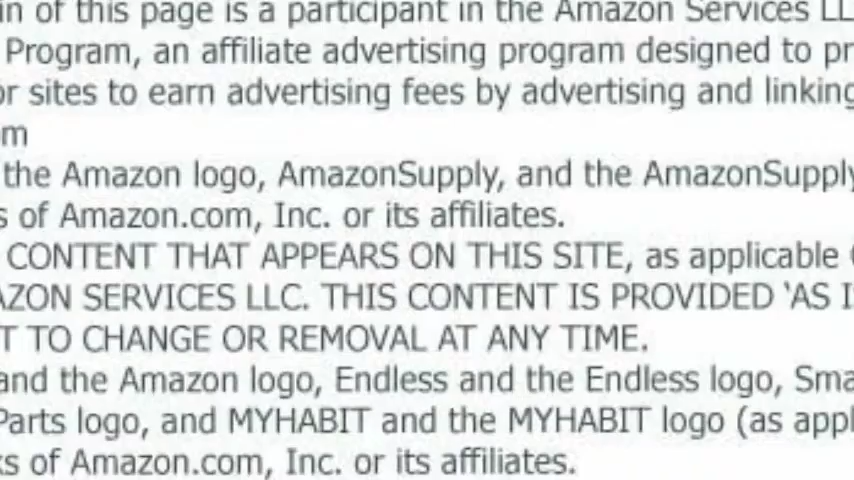 in of this page is a participant in the Amazon Services LL
Program, an affiliate advertising program designed to pr
or sites to earn advertising fees by advertising and linking
m
the Amazon logo, AmazonSupply, and the AmazonSupply
s of Amazon.com, Inc. or its affiliates.
CONTENT THAT APPEARS ON THIS SITE, as applicable
AZON SERVICES LLC. THIS CONTENT IS PROVIDED 'AS I
T TO CHANGE OR REMOVAL AT ANY TIME.
and the Amazon logo, Endless and the Endless logo, Sma
Parts logo, and MYHABIT and the MYHABIT logo (as appl
ks of Amazon.com, Inc. or its affiliates.